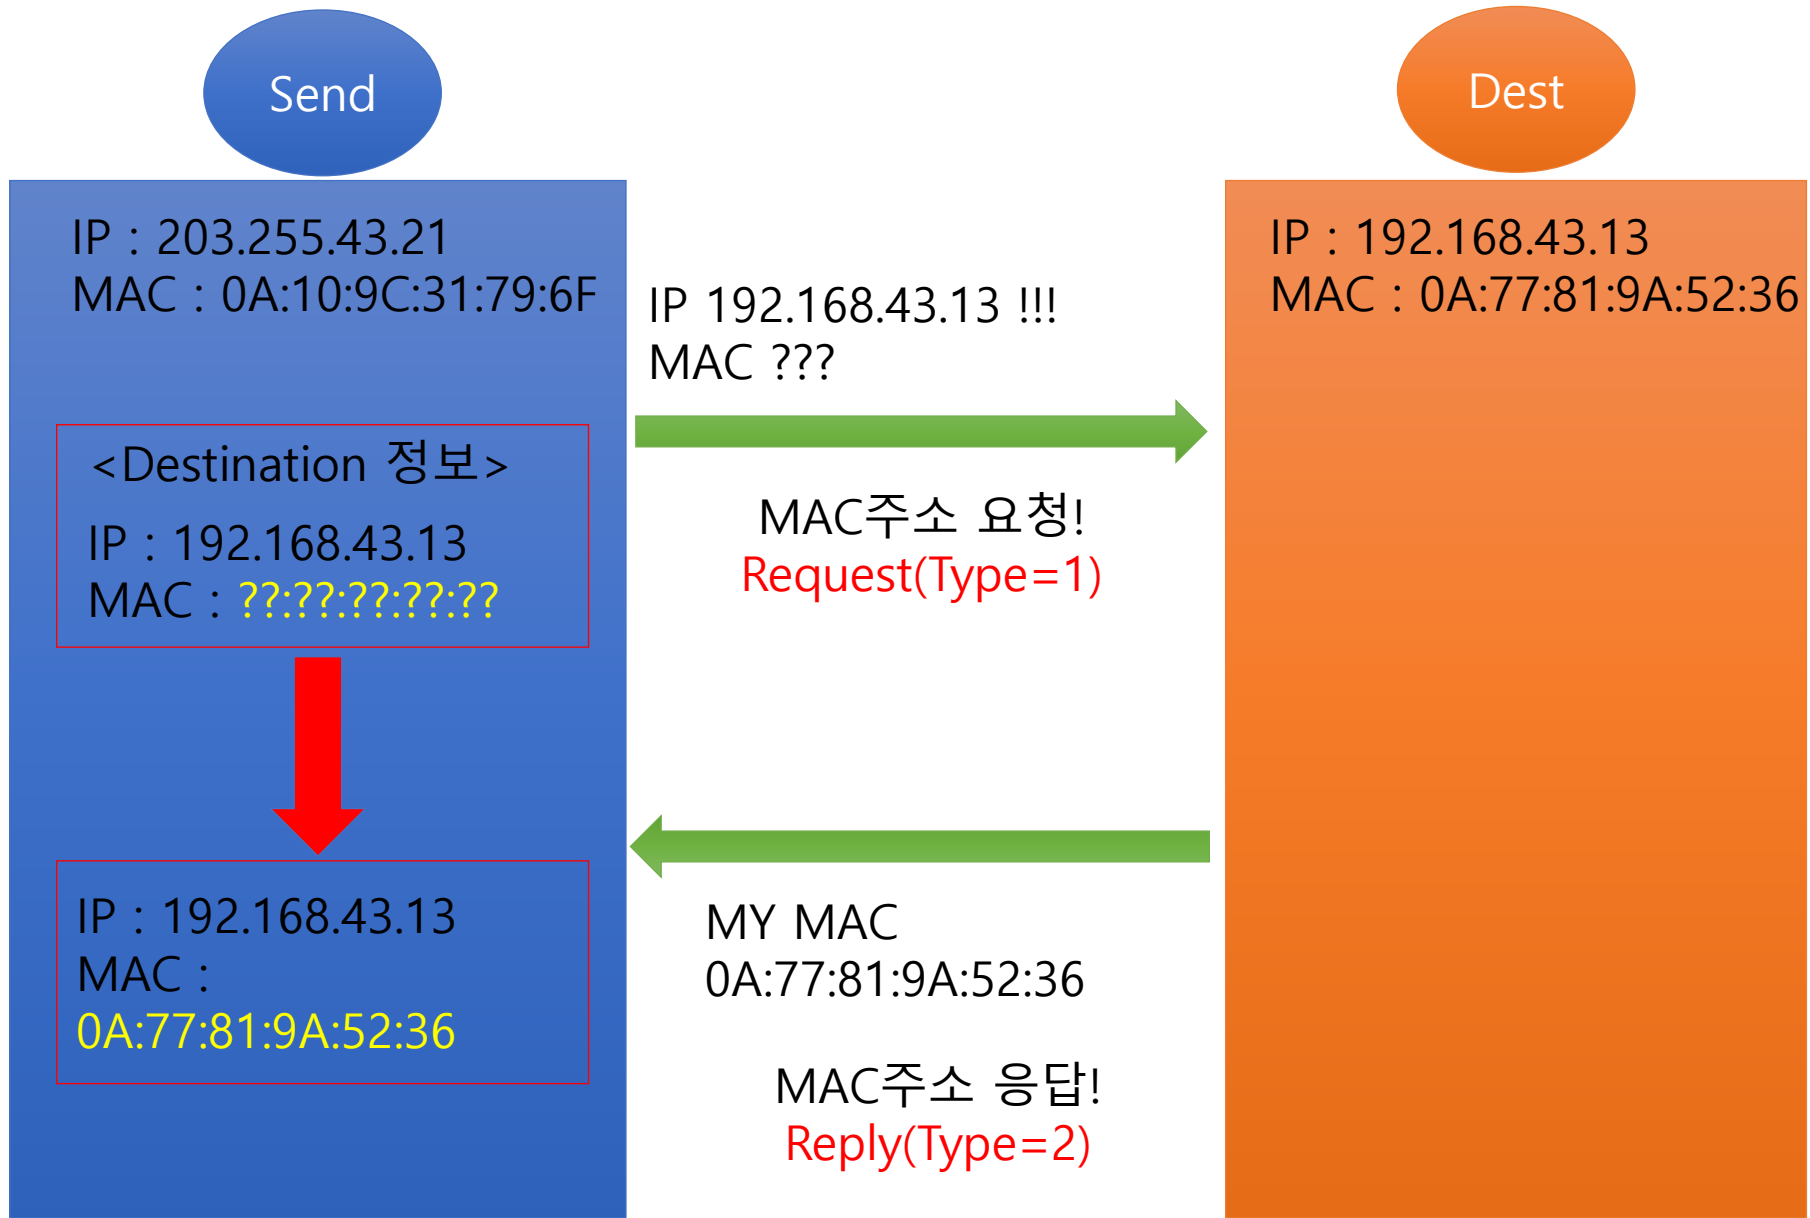 Send
Dest
IP : 203.255.43.21
MAC : 0A:10:9C:31:79:6F
IP 192.168.43.13 !!!
MAC ???
IP : 192.168.43.13
MAC : 0A:77:81:9A:52:36
<Destination 정보>
IP : 192.168.43.13
MAC : ??:??:??:??:??
MAC주소 요청!
Request(Type=1)
IP : 192.168.43.13
MAC :
0A:77:81:9A:52:36
MY MAC
0A:77:81:9A:52:36
MAC주소 응답!
Reply(Type=2)